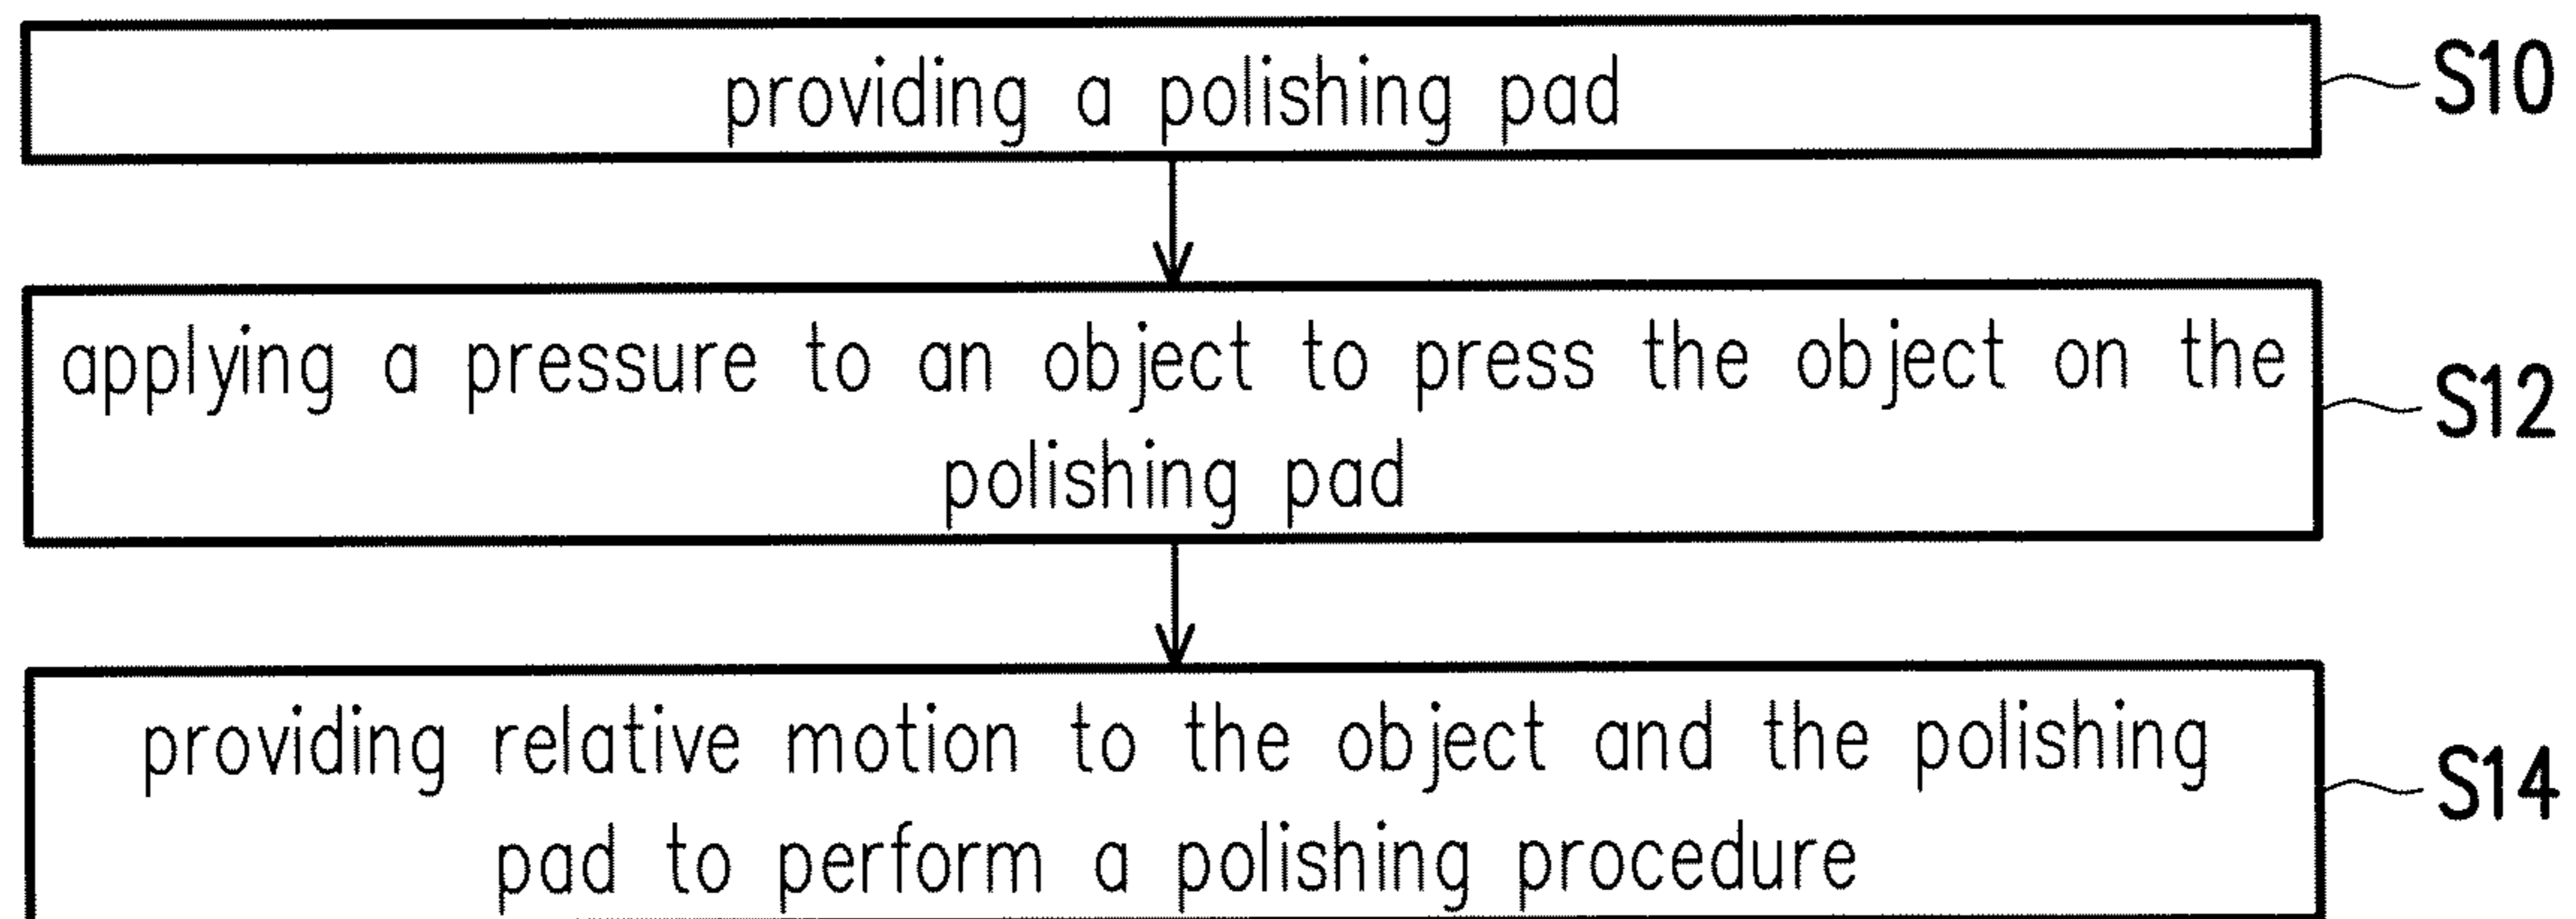 providing a polishing pad
S10
applying a pressure to an object to press the object on the
polishing pad
S12
providing relative motion to the object and the polishing
pad to perform a polishing procedure
S14